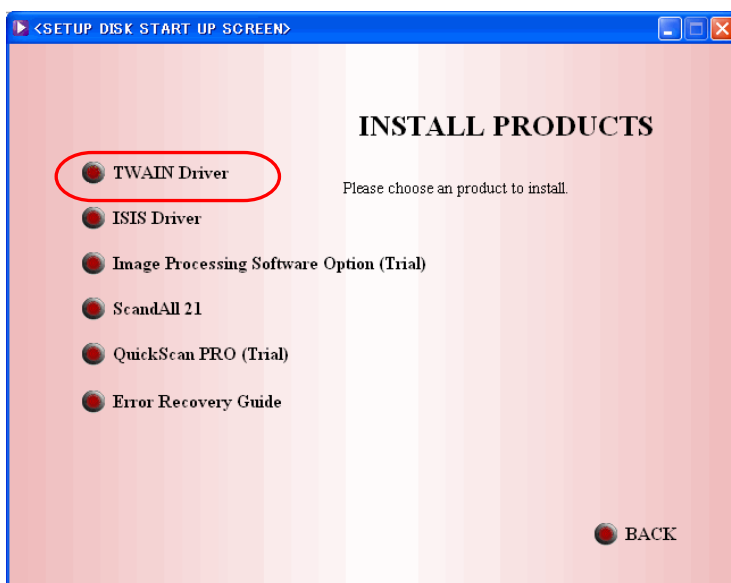 <SETUP DISK START UP SCREEN>
INSTALL PRODUCTS
TWAIN Driver
Please choose an product to install.
ISIS Driver
Image Processing Software Option (Trial)
ScandAll 21
QuickScan PRO (Trial)
Error Recovery Guide
BACK